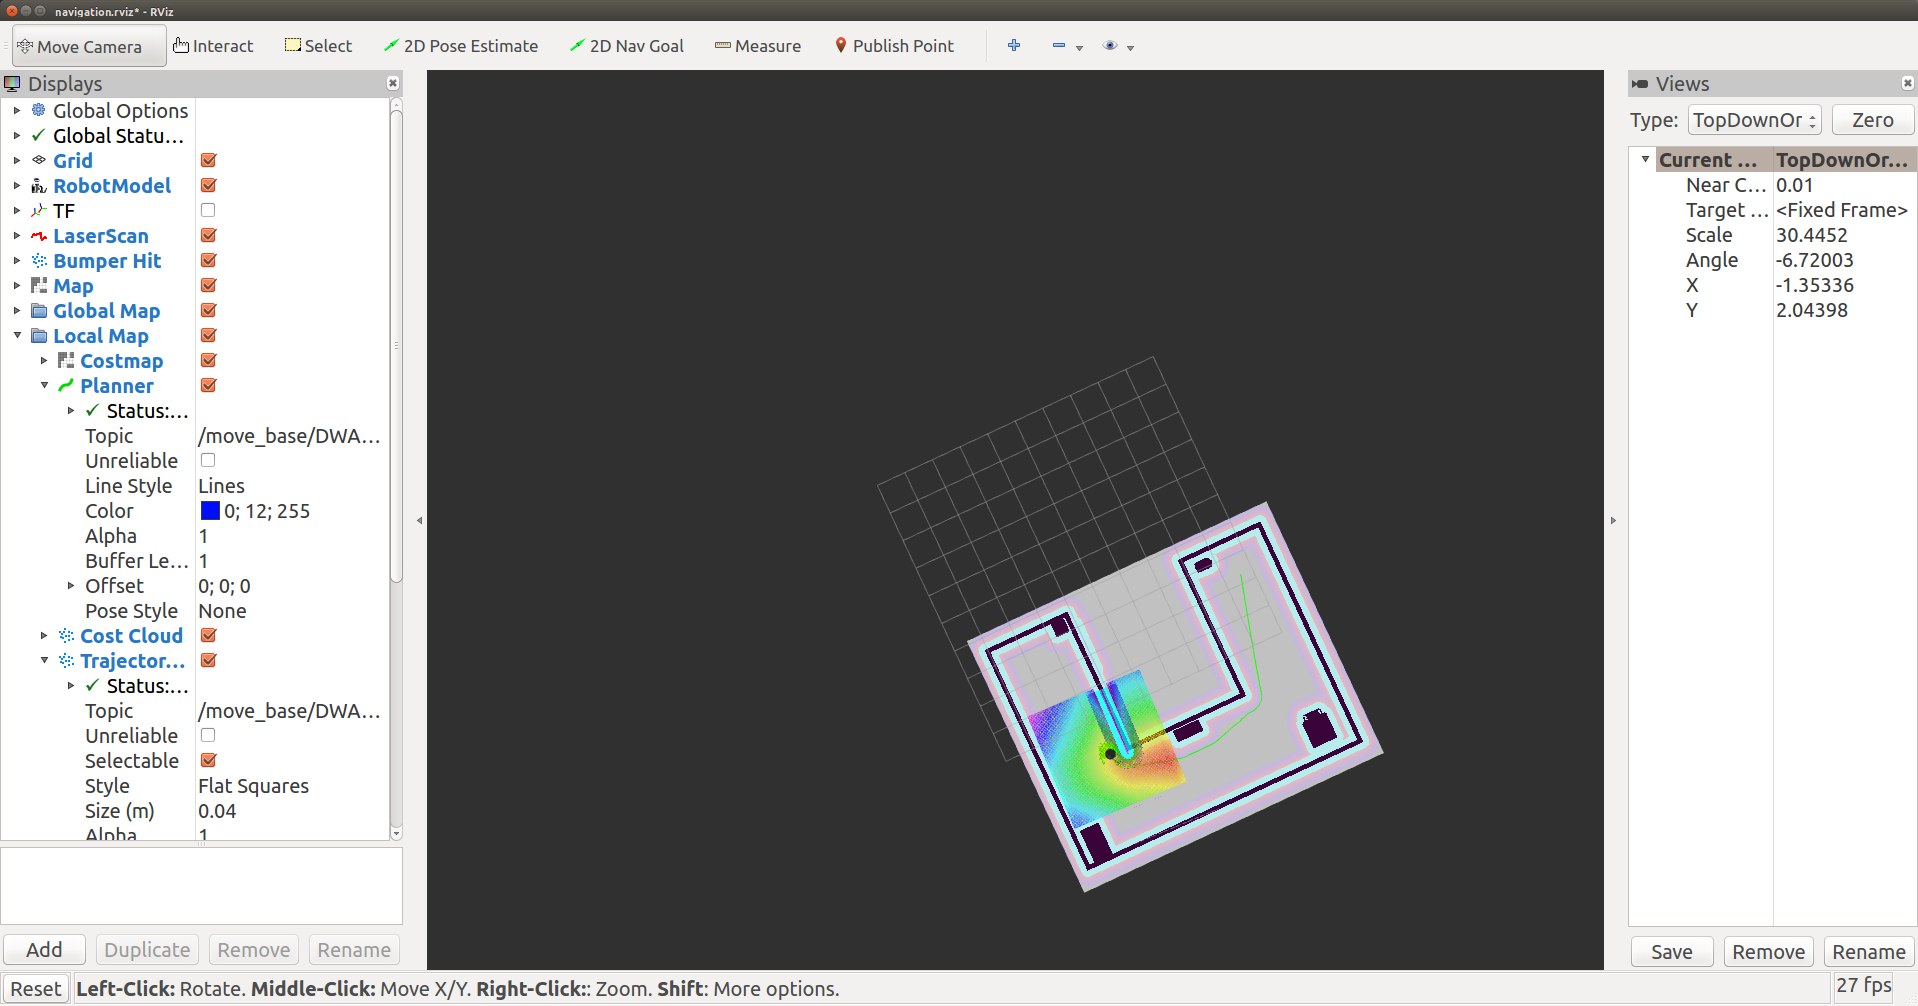 navigation.rviz* - RViz
Move Camera Interact Select 2D Pose Estimate 2D Nav Goal Measure Publish Point
Displays
Global Options
Global Statu...
Grid
RobotModel
TF
LaserScan
Bumper Hit
Map
Global Map
Local Map
Costmap
Planner
Status:...
Topic /move_base/DWA...
Unreliable
Line Style Lines
Color 0; 12; 255
Alpha 1
Buffer Le... 1
Offset 0; 0; 0
Pose Style None
Cost Cloud
Trajector...
Status:...
Topic /move_base/DWA...
Unreliable
Selectable
Style Flat Squares
Size (m) 0.04
Alpha 1
Add Duplicate Remove Rename
Views
Type: TopDownOr Zero
Current ... TopDownOr...
Near C... 0.01
Target ... <Fixed Frame>
Scale 30.4452
Angle -6.72003
X -1.35336
Y 2.04398
Save Remove Rename
Reset Left-Click: Rotate. Middle-Click: Move X/Y. Right-Click:: Zoom. Shift: More options. 27 fps